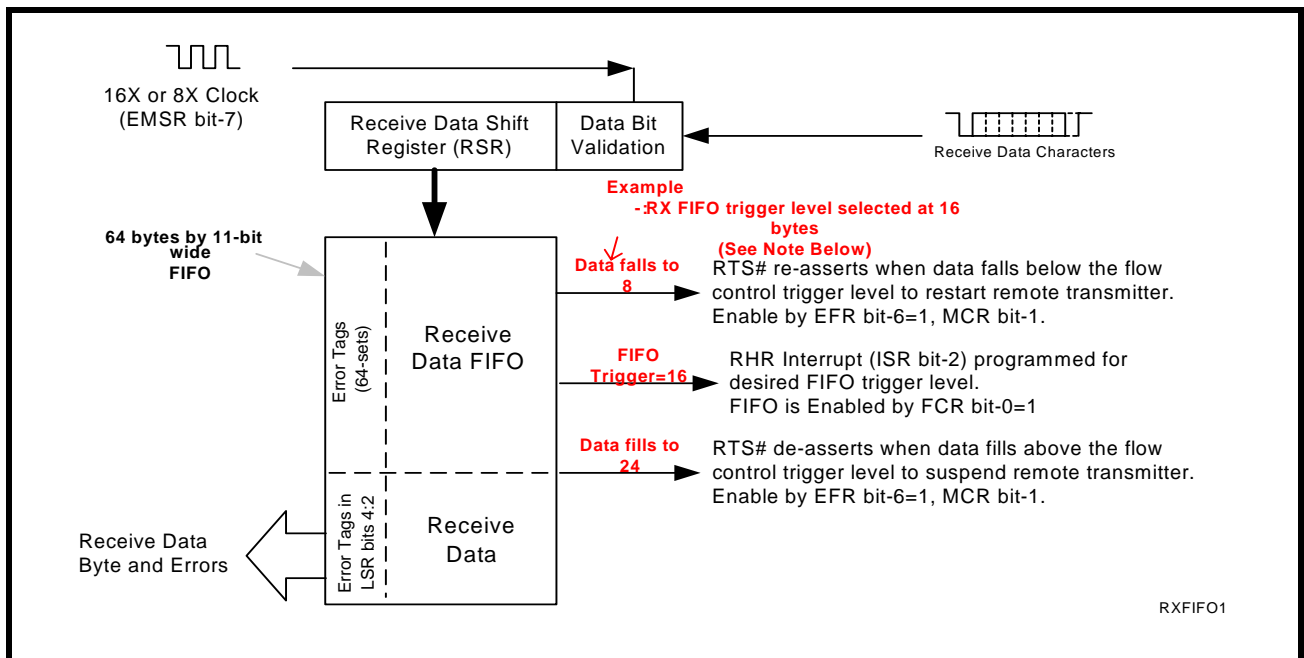 16X or 8X Clock
(EMSR bit-7)
Receive Data Shift
Register (RSR)
Data Bit
Validation
Receive Data Characters
Example
-:RX FIFO trigger level selected at 16
bytes
(See Note Below)
64 bytes by 11-bit
wide
FIFO
Data falls to
8
RTS# re-asserts when data falls below the flow
control trigger level to restart remote transmitter.
Enable by EFR bit-6=1, MCR bit-1.
Error Tags
(64-sets)
Receive
Data FIFO
FIFO
Trigger=16
RHR Interrupt (ISR bit-2) programmed for
desired FIFO trigger level.
FIFO is Enabled by FCR bit-0=1
Data fills to
24
RTS# de-asserts when data fills above the flow
control trigger level to suspend remote transmitter.
Enable by EFR bit-6=1, MCR bit-1.
Error Tags in
LSR bits 4:2
Receive
Data
Receive Data
Byte and Errors
RXFIFO1